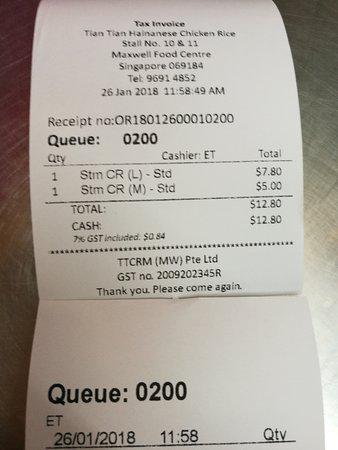 Tax Invoice
Tian Tian Hainanese Chicken Rice
Stall No. 10 & 11
Maxwell Food Centre
Singapore 069184
Tel: 9691 4852
26 Jan 2018 11:58:49 AM
Receipt no:OR18012600010200
Queue: 0200
Qty Cashier: ET Total
1 Stm CR (L) - Std $7.80
1 Stm CR (M) - Std $5.00
TOTAL: $12.80
CASH: $12.80
7% GST included: $0.84
****************************************
TTCRM (MW) Pte Ltd
GST no. 2009202345R
Thank you. Please come again.
Queue: 0200
ET
26/01/2018 11:58 Qty